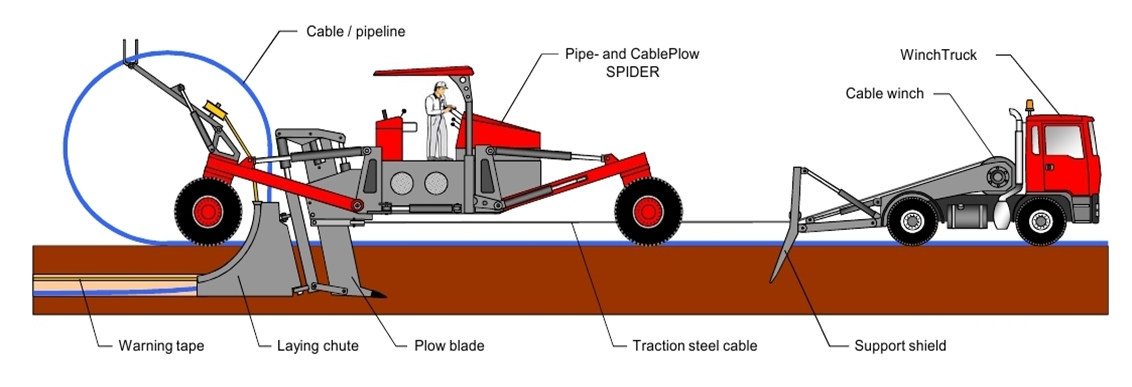 Cable / pipeline
Pipe- and CablePlow
SPIDER
WinchTruck
Cable winch
Warning tape
Laying chute
Plow blade
Traction steel cable
Support shield